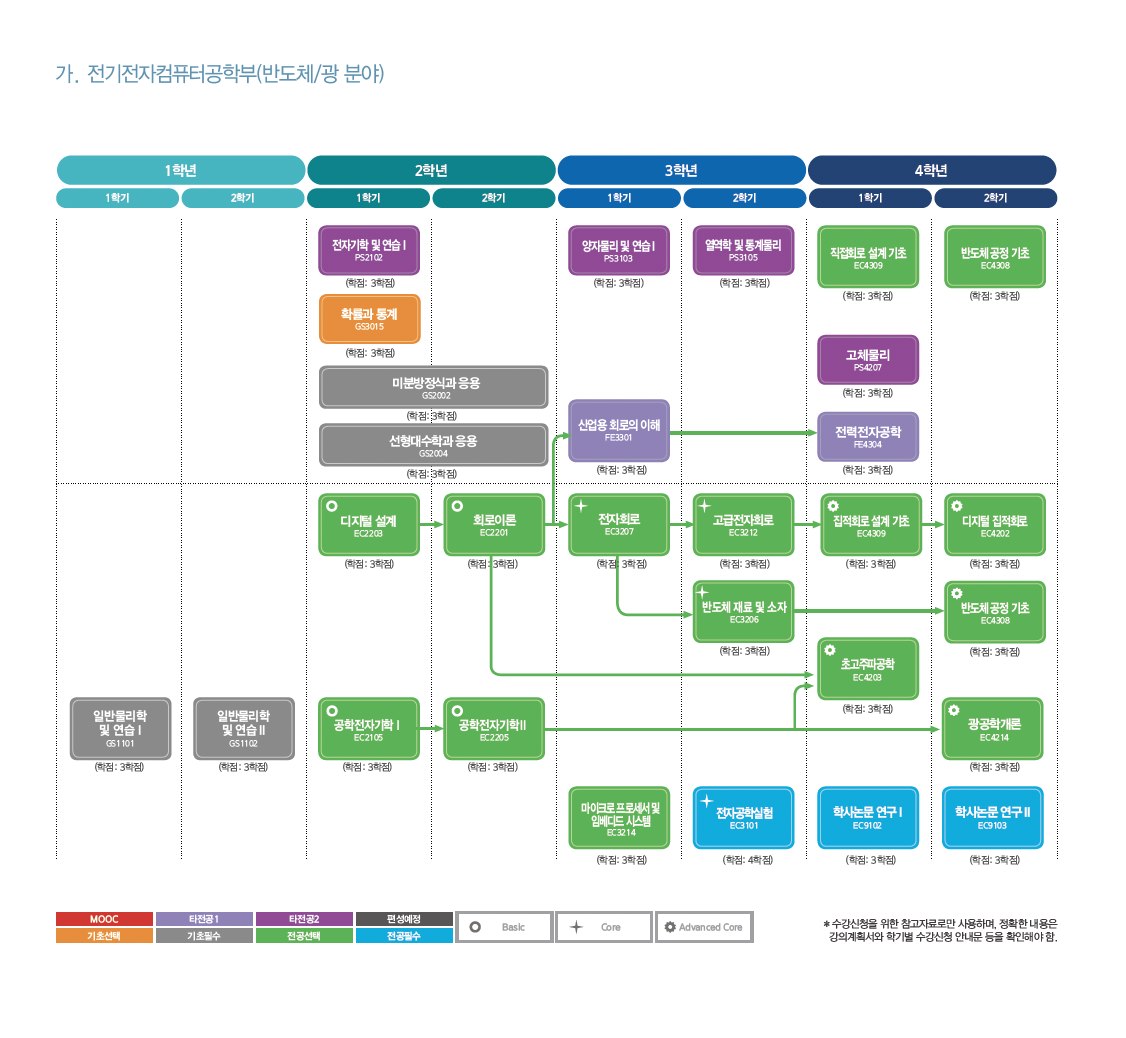 가. 전기전자컴퓨터공학부(반도체/광 분야)
1학년 2학년 3학년 4학년
1학기 2학기 1학기 2학기 1학기 2학기 1학기 2학기
전자기학 및 연습 I
PS2102
(학점: 3학점)
양자물리 및 연습 I
PS3103
(학점: 3학점)
열역학 및 통계물리
PS3105
(학점: 3학점)
직접회로 설계 기초
EC4309
(학점: 3학점)
반도체 공정 기초
EC4308
(학점: 3학점)
확률과 통계
GS3015
(학점: 3학점)
고체물리
PS4207
(학점: 3학점)
미분방정식과 응용
GS2002
(학점: 3학점)
선형대수학과 응용
GS2004
(학점: 3학점)
산업용 회로의 이해
FE3301
(학점: 3학점)
전력전자공학
FE4304
(학점: 3학점)
디지털 설계
EC2203
(학점: 3학점)
회로이론
EC2201
(학점: 3학점)
전자회로
EC3207
(학점: 3학점)
고급전자회로
EC3212
(학점: 3학점)
집적회로 설계 기초
EC4309
(학점: 3학점)
디지털 집적회로
EC4202
(학점: 3학점)
반도체 재료 및 소자
EC3206
(학점: 3학점)
반도체 공정 기초
EC4308
(학점: 3학점)
초고주파공학
EC4203
(학점: 3학점)
일반물리학
및 연습 I
GS1101
(학점: 3학점)
일반물리학
및 연습 II
GS1102
(학점: 3학점)
공학전자기학 I
EC2105
(학점: 3학점)
공학전자기학II
EC2205
(학점: 3학점)
광공학개론
EC4214
(학점: 3학점)
마이크로 프로세서 및
임베디드 시스템
EC3214
(학점: 3학점)
전자공학실험
EC3101
(학점: 4학점)
학사논문 연구 I
EC9102
(학점: 3학점)
학사논문 연구 II
EC9103
(학점: 3학점)
MOOC 타전공1 타전공2 편성예정
기초선택 기초필수 전공선택 전공필수
Basic Core Advanced Core
* 수강신청을 위한 참고자료로만 사용하며, 정확한 내용은
강의계획서와 학기별 수강신청 안내문 등을 확인해야 함.